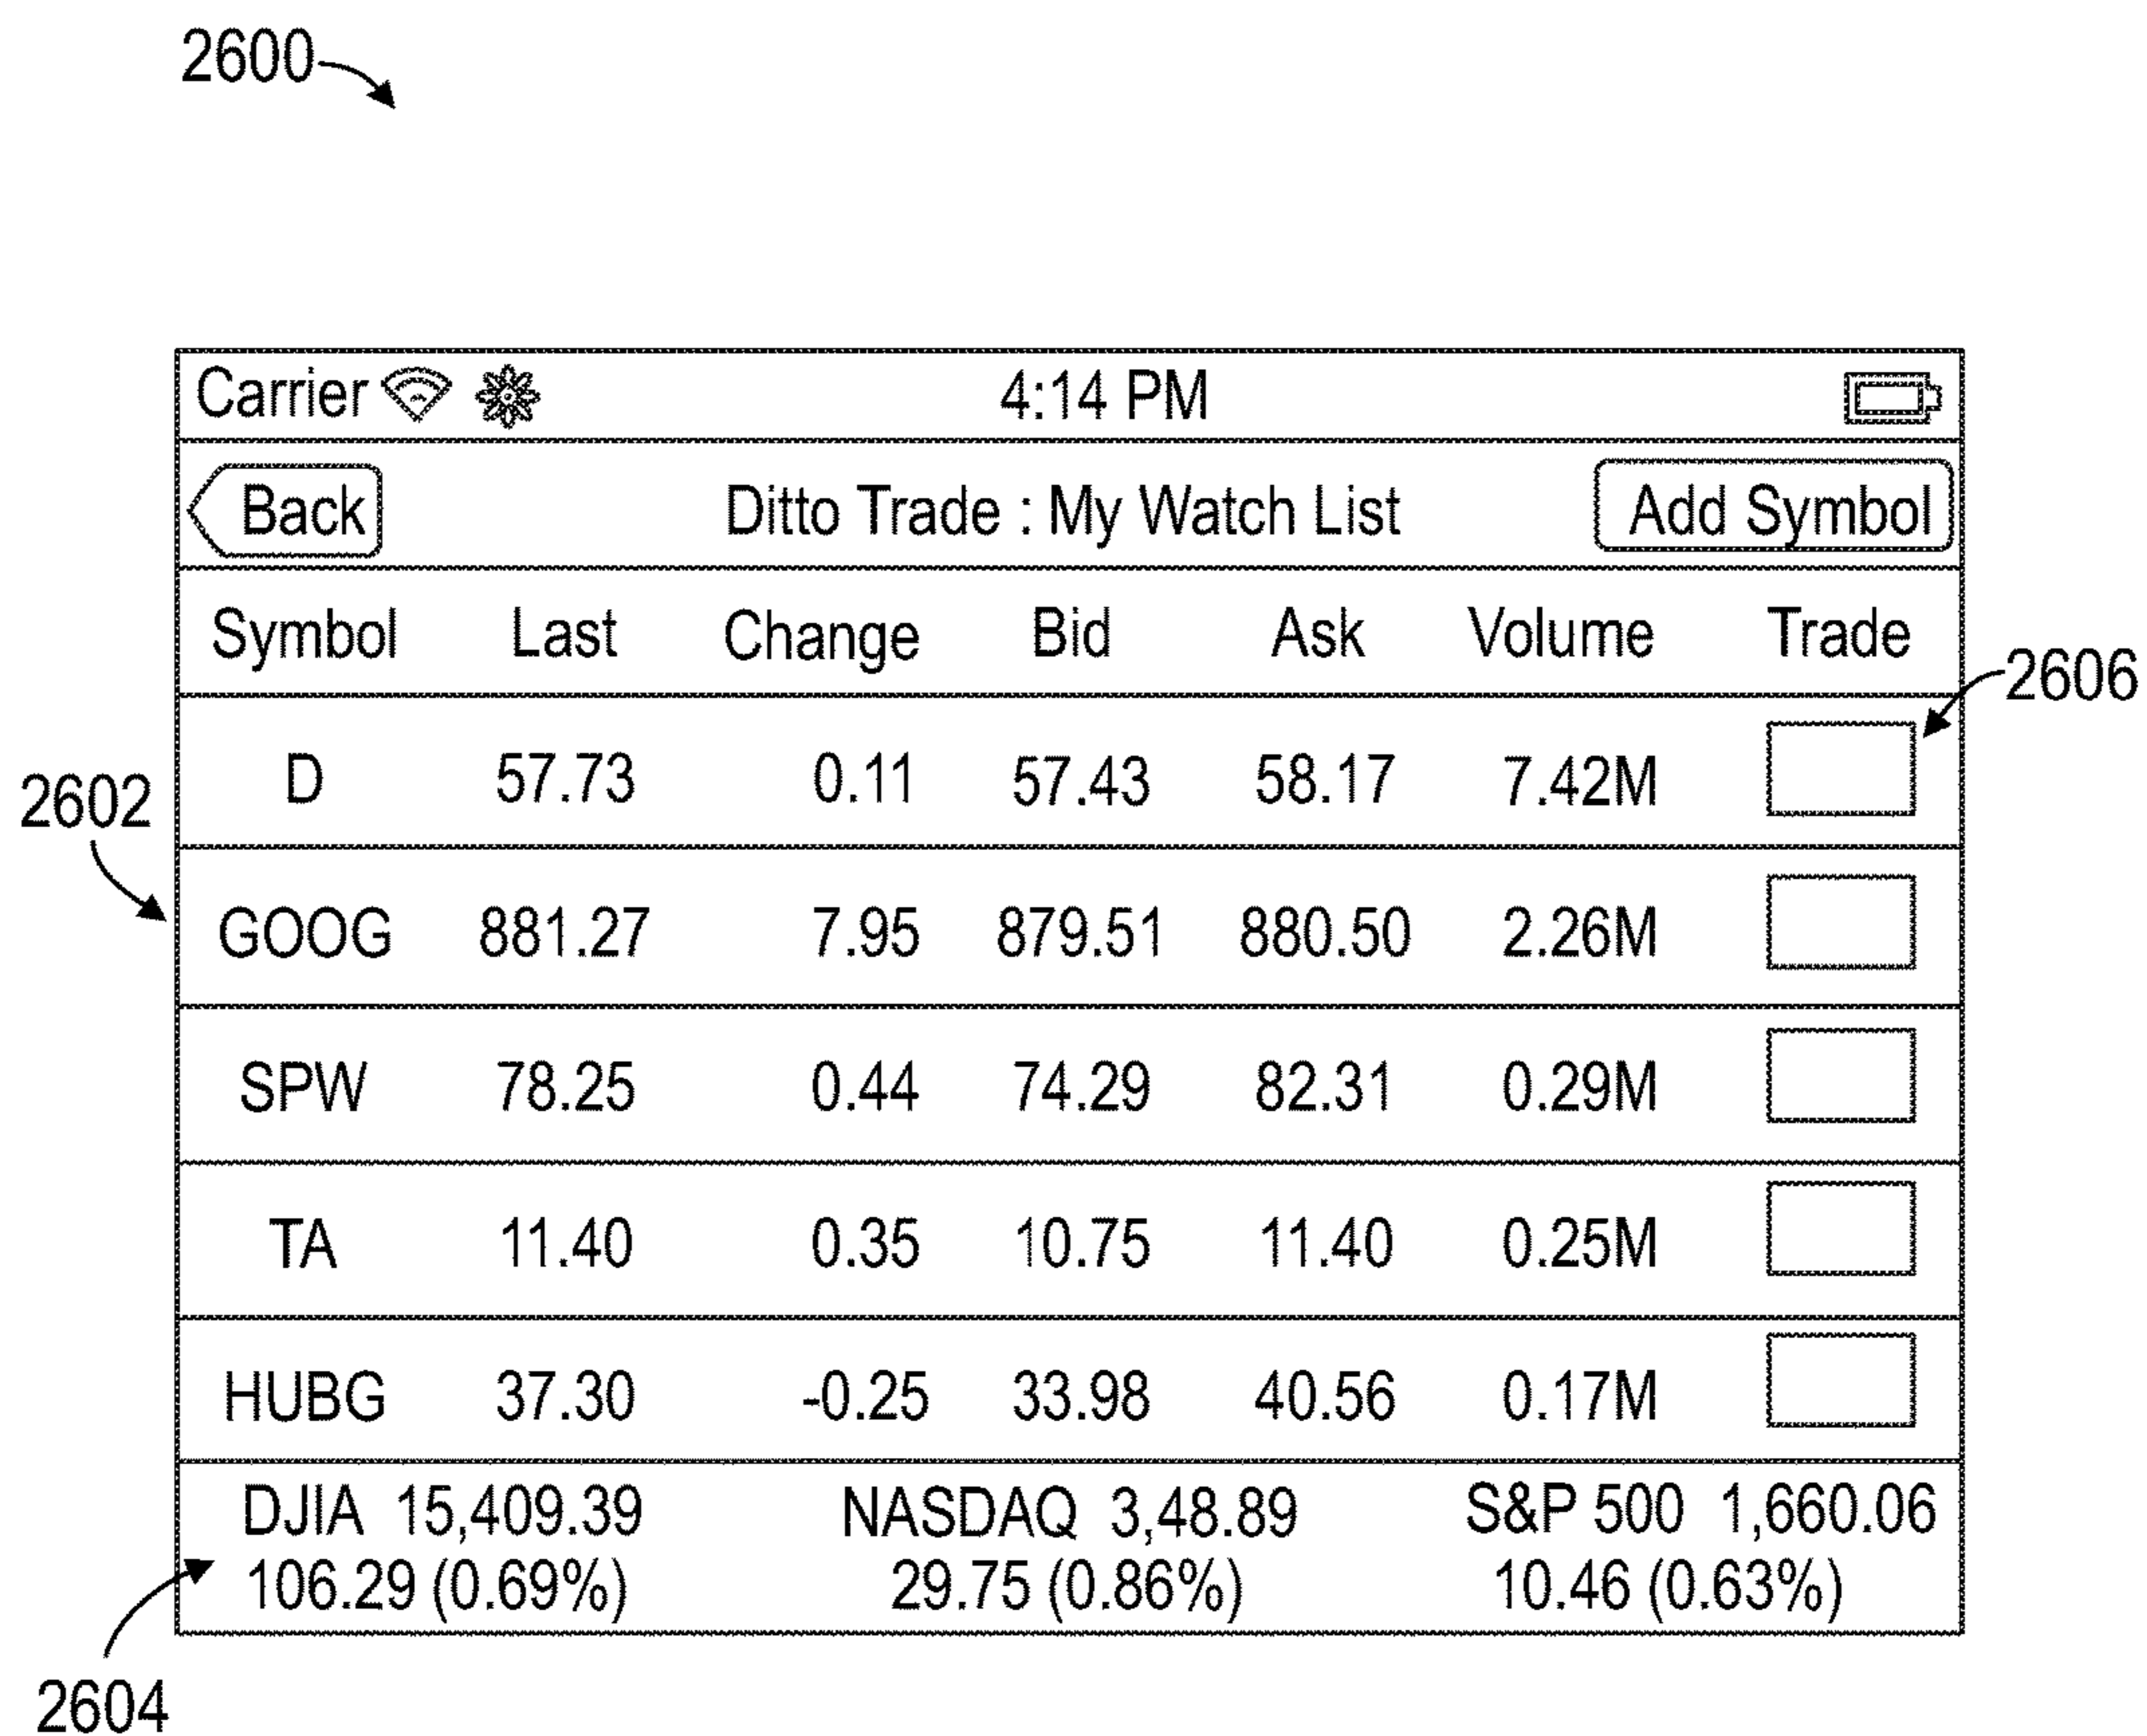 2600
Carrier 4:14 PM
Back Ditto Trade : My Watch List Add Symbol
Symbol Last Change Bid Ask Volume Trade
2606
D 57.73 0.11 57.43 58.17 7.42M
2602
GOOG 881.27 7.95 879.51 880.50 2.26M
SPW 78.25 0.44 74.29 82.31 0.29M
TA 11.40 0.35 10.75 11.40 0.25M
HUBG 37.30 -0.25 33.98 40.56 0.17M
DJIA 15,409.39 NASDAQ 3,48.89 S&P 500 1,660.06
106.29 (0.69%) 29.75 (0.86%) 10.46 (0.63%)
2604